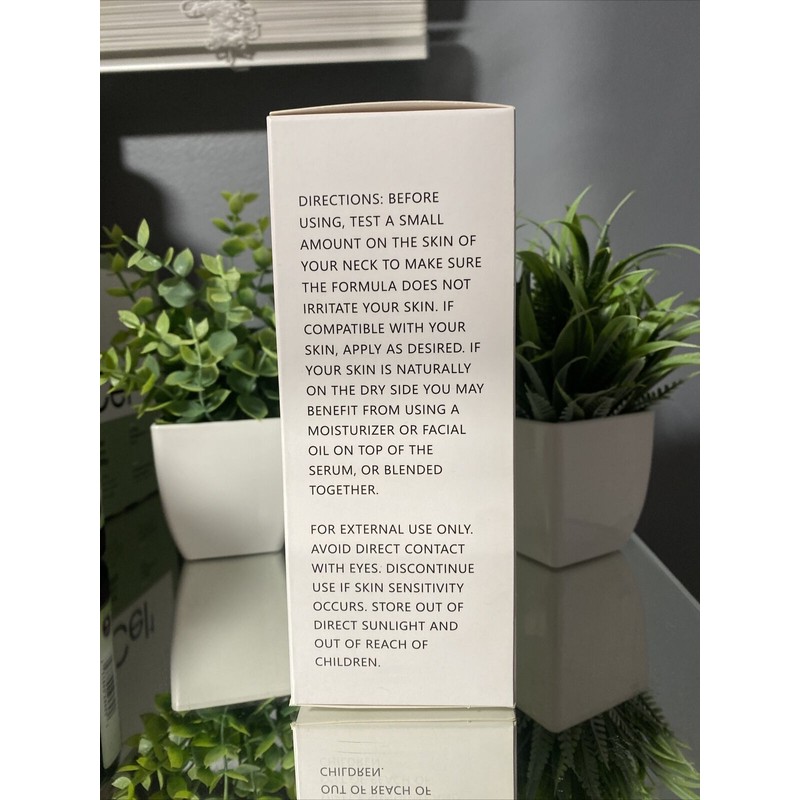 DIRECTIONS: BEFORE
USING, TEST A SMALL
AMOUNT ON THE SKIN OF
YOUR NECK TO MAKE SURE
THE FORMULA DOES NOT
IRRITATE YOUR SKIN. IF
COMPATIBLE WITH YOUR
SKIN, APPLY AS DESIRED. IF
YOUR SKIN IS NATURALLY
ON THE DRY SIDE YOU MAY
BENEFIT FROM USING A
MOISTURIZER OR FACIAL
OIL ON TOP OF THE
SERUM, OR BLENDED
TOGETHER.
FOR EXTERNAL USE ONLY.
AVOID DIRECT CONTACT
WITH EYES. DISCONTINUE
USE IF SKIN SENSITIVITY
OCCURS. STORE OUT OF
DIRECT SUNLIGHT AND
OUT OF REACH OF
CHILDREN.